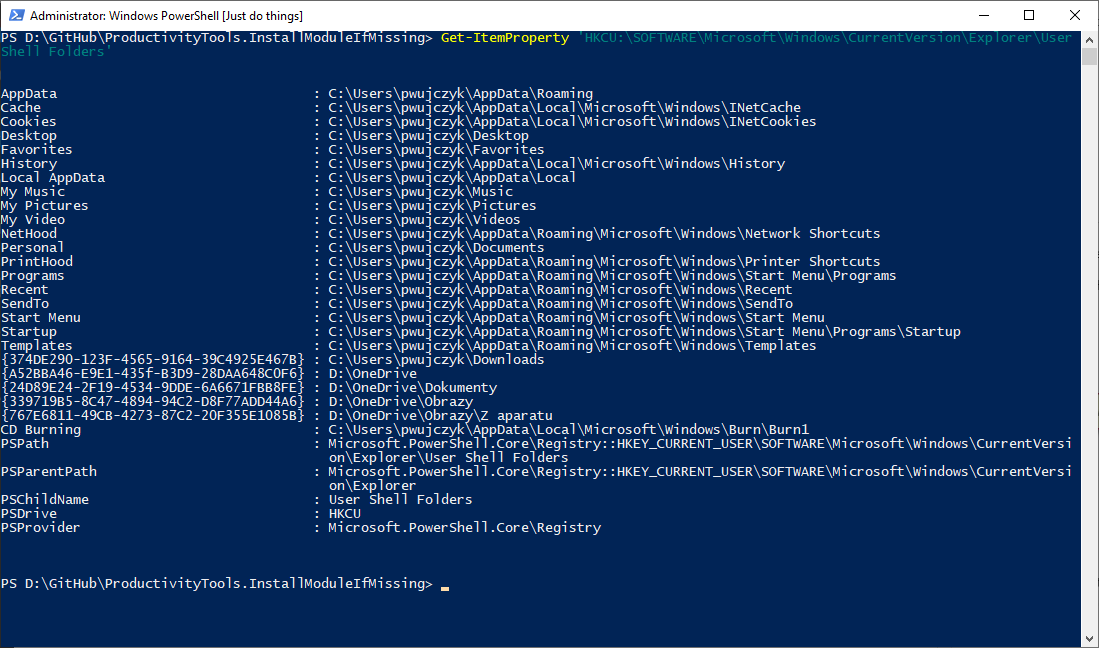 Administrator: Windows PowerShell [Just do things]
PS D:\GitHub\ProductivityTools.InstallModuleIfMissing> Get-ItemProperty 'HKCU:\SOFTWARE\Microsoft\Windows\CurrentVersion\Explorer\User
Shell Folders'
AppData : C:\Users\pwujczyk\AppData\Roaming
Cache : C:\Users\pwujczyk\AppData\Local\Microsoft\Windows\INetCache
Cookies : C:\Users\pwujczyk\AppData\Local\Microsoft\Windows\INetCookies
Desktop : C:\Users\pwujczyk\Desktop
Favorites : C:\Users\pwujczyk\Favorites
History : C:\Users\pwujczyk\AppData\Local\Microsoft\Windows\History
Local AppData : C:\Users\pwujczyk\AppData\Local
My Music : C:\Users\pwujczyk\Music
My Pictures : C:\Users\pwujczyk\Pictures
My Video : C:\Users\pwujczyk\Videos
NetHood : C:\Users\pwujczyk\AppData\Roaming\Microsoft\Windows\Network Shortcuts
Personal : C:\Users\pwujczyk\Documents
PrintHood : C:\Users\pwujczyk\AppData\Roaming\Microsoft\Windows\Printer Shortcuts
Programs : C:\Users\pwujczyk\AppData\Roaming\Microsoft\Windows\Start Menu\Programs
Recent : C:\Users\pwujczyk\AppData\Roaming\Microsoft\Windows\Recent
SendTo : C:\Users\pwujczyk\AppData\Roaming\Microsoft\Windows\SendTo
Start Menu : C:\Users\pwujczyk\AppData\Roaming\Microsoft\Windows\Start Menu
Startup : C:\Users\pwujczyk\AppData\Roaming\Microsoft\Windows\Start Menu\Programs\Startup
Templates : C:\Users\pwujczyk\AppData\Roaming\Microsoft\Windows\Templates
{374DE290-123F-4565-9164-39C4925E467B} : C:\Users\pwujczyk\Downloads
{A52BBA46-E9E1-435f-B3D9-28DAA648C0F6} : D:\OneDrive
{24D89E24-2F19-4534-9DDE-6A6671FBB8FE} : D:\OneDrive\Dokumenty
{339719B5-8C47-4894-94C2-D8F77ADD44A6} : D:\OneDrive\Obrazy
{767E6811-49CB-4273-87C2-20F355E1085B} : D:\OneDrive\Obrazy\Z aparatu
CD Burning : C:\Users\pwujczyk\AppData\Local\Microsoft\Windows\Burn\Burn1
PSPath : Microsoft.PowerShell.Core\Registry::HKEY_CURRENT_USER\SOFTWARE\Microsoft\Windows\CurrentVersi
on\Explorer\User Shell Folders
PSParentPath : Microsoft.PowerShell.Core\Registry::HKEY_CURRENT_USER\SOFTWARE\Microsoft\Windows\CurrentVersi
on\Explorer
PSChildName : User Shell Folders
PSDrive : HKCU
PSProvider : Microsoft.PowerShell.Core\Registry
PS D:\GitHub\ProductivityTools.InstallModuleIfMissing>